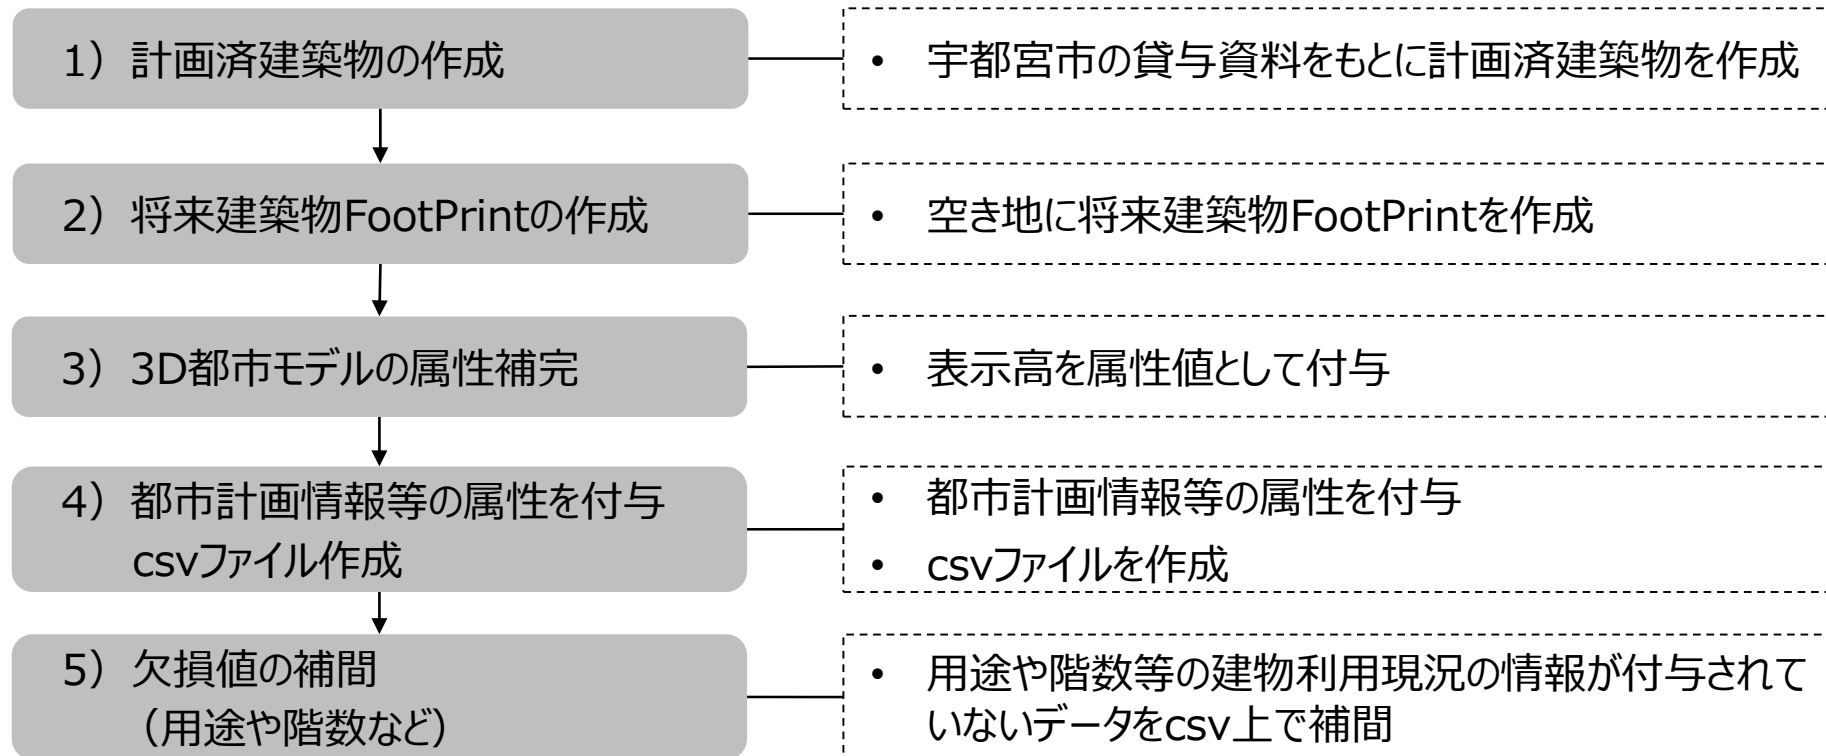 1）計画済建築物の作成
• 宇都宮市の貸与資料をもとに計画済建築物を作成
2）将来建築物FootPrintの作成
• 空き地に将来建築物FootPrintを作成
3）3D都市モデルの属性補完
• 表示高を属性値として付与
4）都市計画情報等の属性を付与
csvファイル作成
• 都市計画情報等の属性を付与
• csvファイルを作成
5）欠損値の補間
（用途や階数など）
• 用途や階数等の建物利用現況の情報が付与されて
いないデータをcsv上で補間